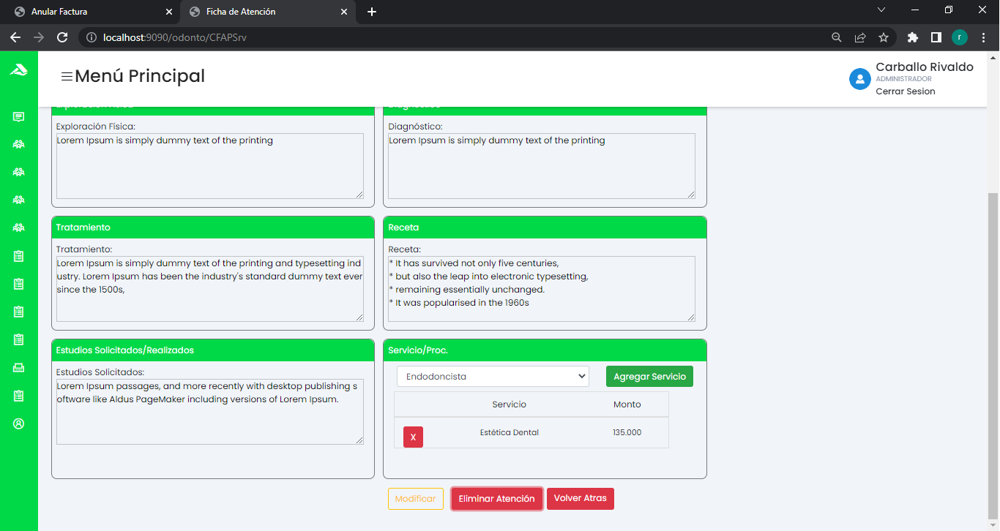 Anular Factura
Ficha de Atención
localhost:9090/odonto/CFAPSrv
r
Menú Principal
Carballo Rivaldo
ADMINISTRADOR
Cerrar Sesion
Exploración Física:
Lorem Ipsum is simply dummy text of the printing
Diagnóstico:
Lorem Ipsum is simply dummy text of the printing
Tratamiento
Tratamiento:
Lorem Ipsum is simply dummy text of the printing and typesetting ind
ustry. Lorem Ipsum has been the industry's standard dummy text ever
since the 1500s,
Receta
Receta:
* It has survived not only five centuries,
* but also the leap into electronic typesetting,
* remaining essentially unchanged.
* It was popularised in the 1960s
Estudios Solicitados/Realizados
Estudios Solicitados:
Lorem Ipsum passages, and more recently with desktop publishing s
oftware like Aldus PageMaker including versions of Lorem Ipsum.
Servicio/Proc.
Endodoncista
Agregar Servicio
Servicio Monto
X Estética Dental 135.000
Modificar
Eliminar Atención
Volver Atras